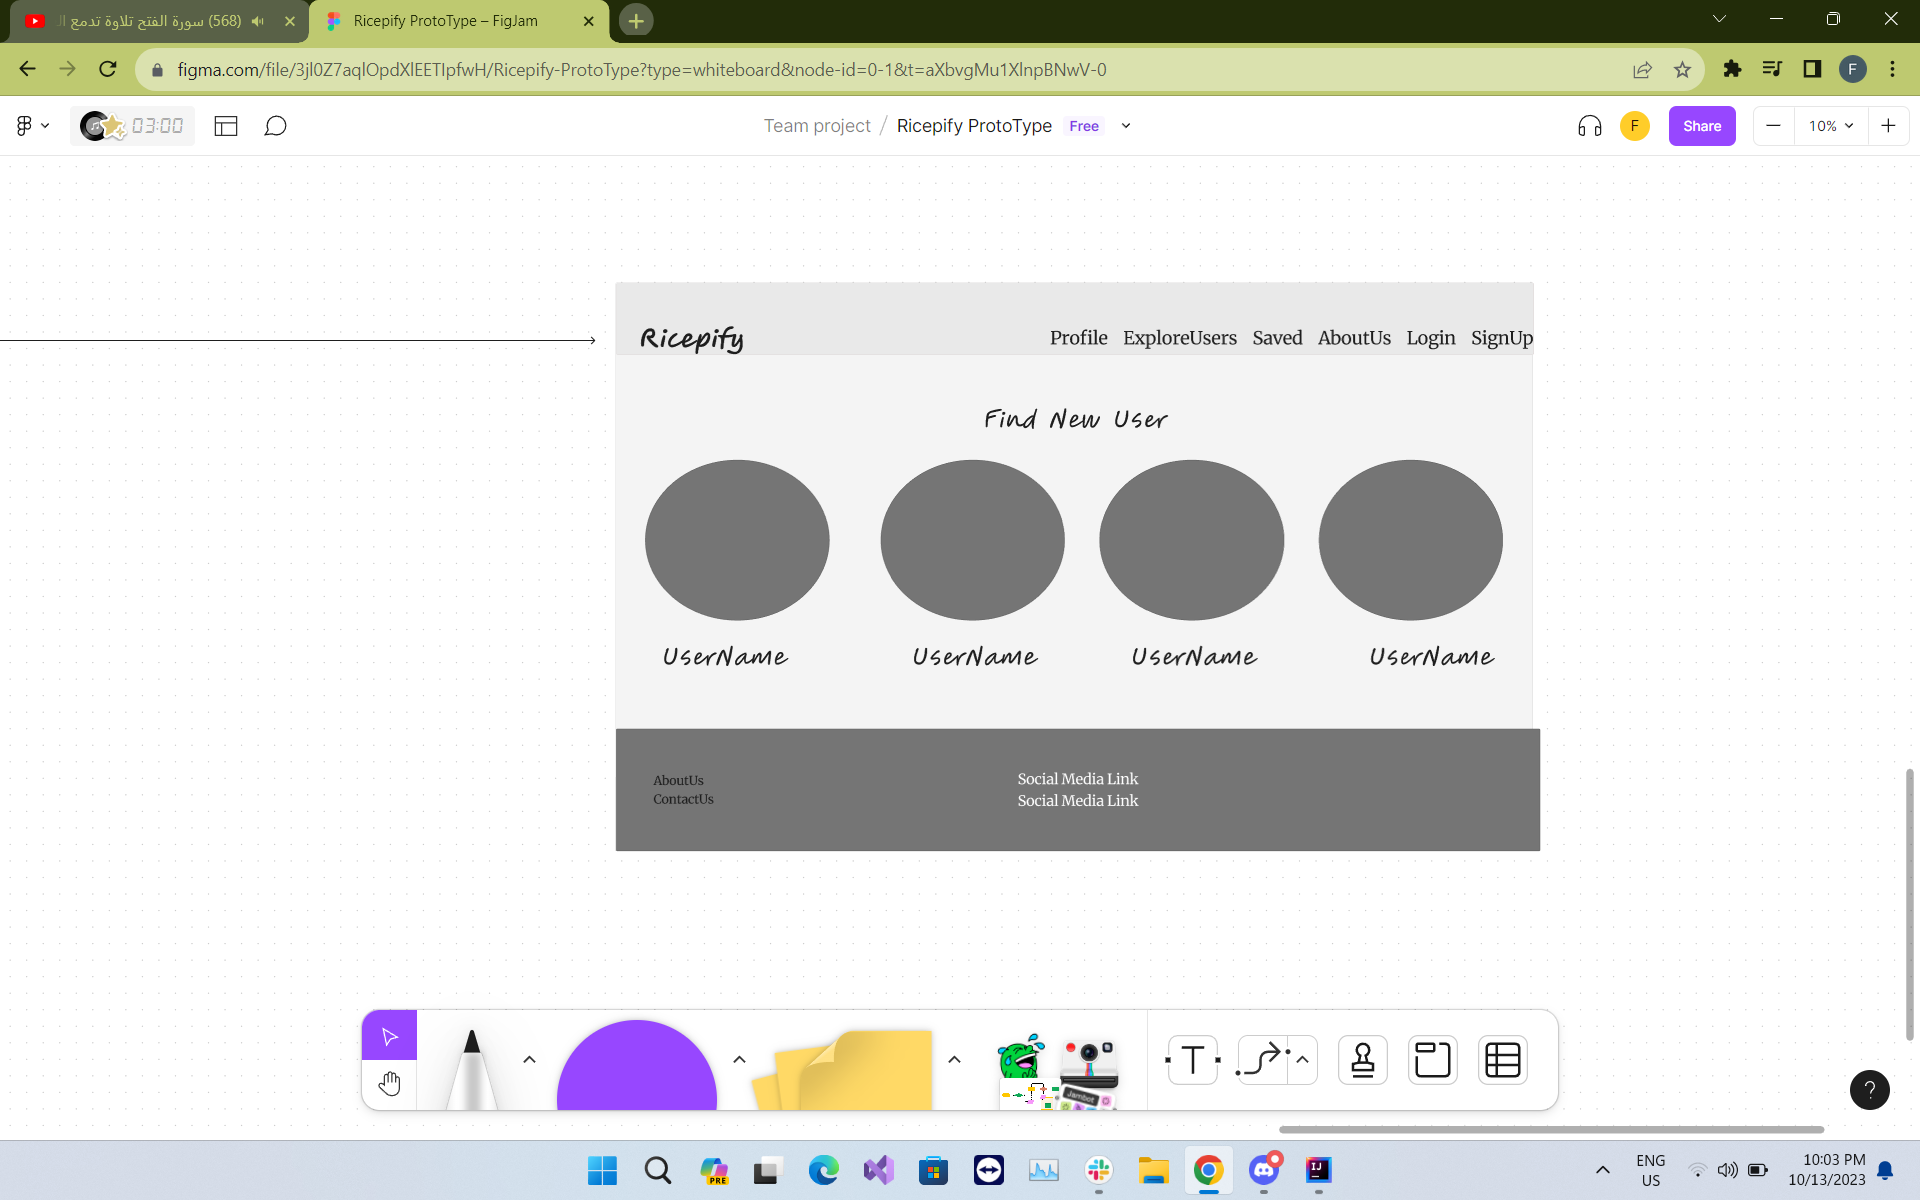 (568) سورة الفتح تلاوة تدمع ال
Ricepify ProtoType – FigJam
figma.com/file/3jl0Z7aqlOpdXlEETIpfwH/Ricepify-ProtoType?type=whiteboard&node-id=0-1&t=aXbvgMu1XlnpBNwV-0
F
03:00
Team project / Ricepify ProtoType Free
F
Share
10%
Ricepify
Profile ExploreUsers Saved AboutUs Login SignUp
Find New User
UserName UserName UserName UserName
AboutUs
ContactUs
Social Media Link
Social Media Link
Jambot
T
?
PRE
IJ
ENG
US
10:03 PM
10/13/2023